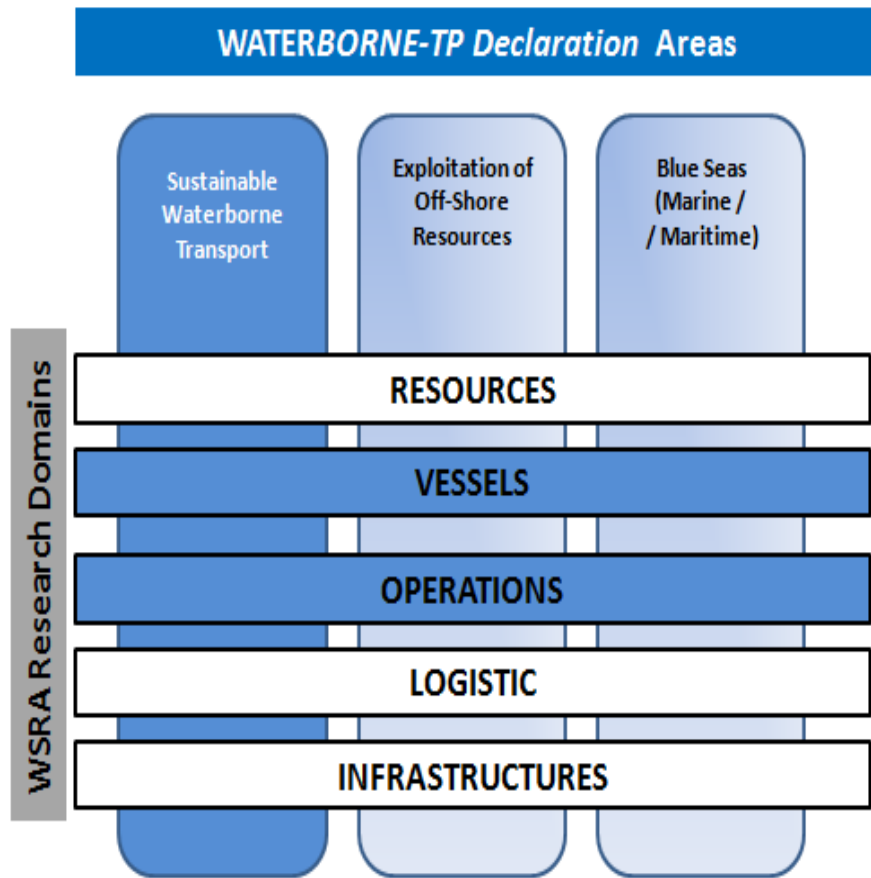 WATERBORNE-TP Declaration Areas
Sustainable
Waterborne
Transport
Exploitation of
Off-Shore
Resources
Blue Seas
(Marine /
/ Maritime)
WSRA Research Domains
RESOURCES
VESSELS
OPERATIONS
LOGISTIC
INFRASTRUCTURES